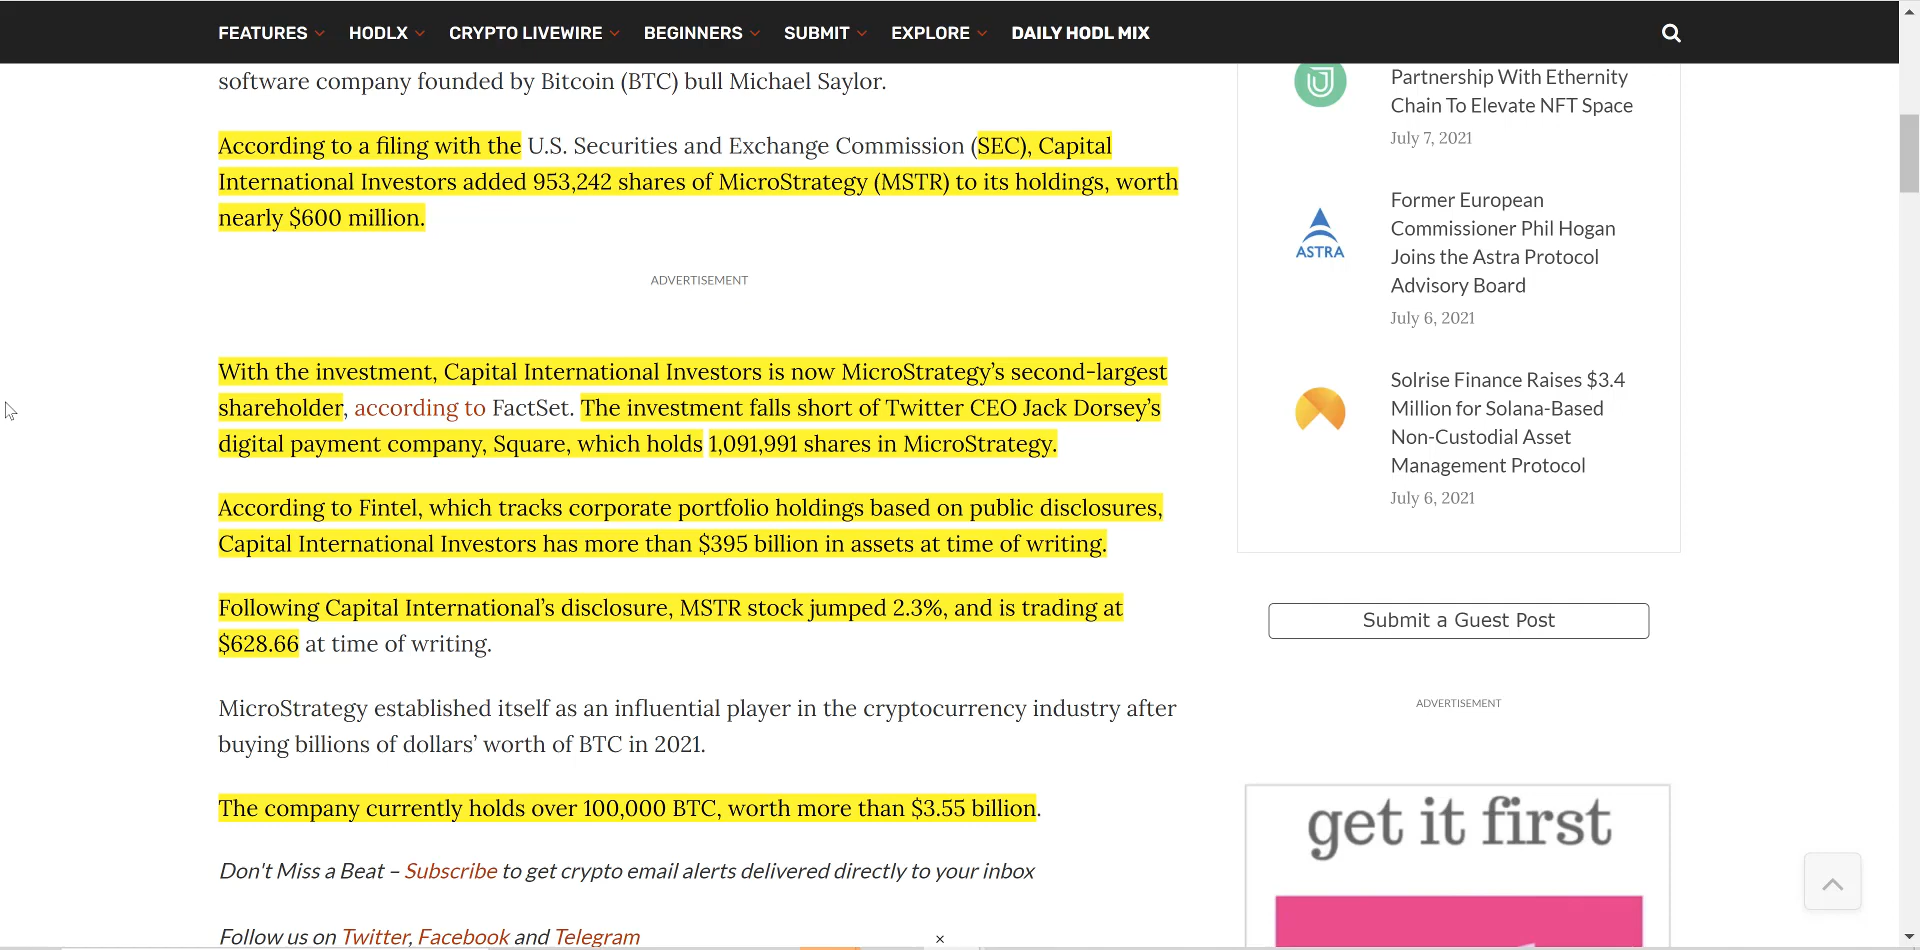 FEATURES HODLX CRYPTO LIVEWIRE BEGINNERS SUBMIT EXPLORE DAILY HODL MIX
software company founded by Bitcoin (BTC) bull Michael Saylor.
According to a filing with the U.S. Securities and Exchange Commission (SEC), Capital
International Investors added 953,242 shares of MicroStrategy (MSTR) to its holdings, worth
nearly $600 million.
ADVERTISEMENT
With the investment, Capital International Investors is now MicroStrategy’s second-largest
shareholder, according to FactSet. The investment falls short of Twitter CEO Jack Dorsey’s
digital payment company, Square, which holds 1,091,991 shares in MicroStrategy.
According to Fintel, which tracks corporate portfolio holdings based on public disclosures,
Capital International Investors has more than $395 billion in assets at time of writing.
Following Capital International’s disclosure, MSTR stock jumped 2.3%, and is trading at
$628.66 at time of writing.
MicroStrategy established itself as an influential player in the cryptocurrency industry after
buying billions of dollars’ worth of BTC in 2021.
The company currently holds over 100,000 BTC, worth more than $3.55 billion.
Don't Miss a Beat – Subscribe to get crypto email alerts delivered directly to your inbox
Follow us on Twitter, Facebook and Telegram
Partnership With Ethernity
Chain To Elevate NFT Space
July 7, 2021
ASTRA
Former European
Commissioner Phil Hogan
Joins the Astra Protocol
Advisory Board
July 6, 2021
Solrise Finance Raises $3.4
Million for Solana-Based
Non-Custodial Asset
Management Protocol
July 6, 2021
Submit a Guest Post
ADVERTISEMENT
get it first